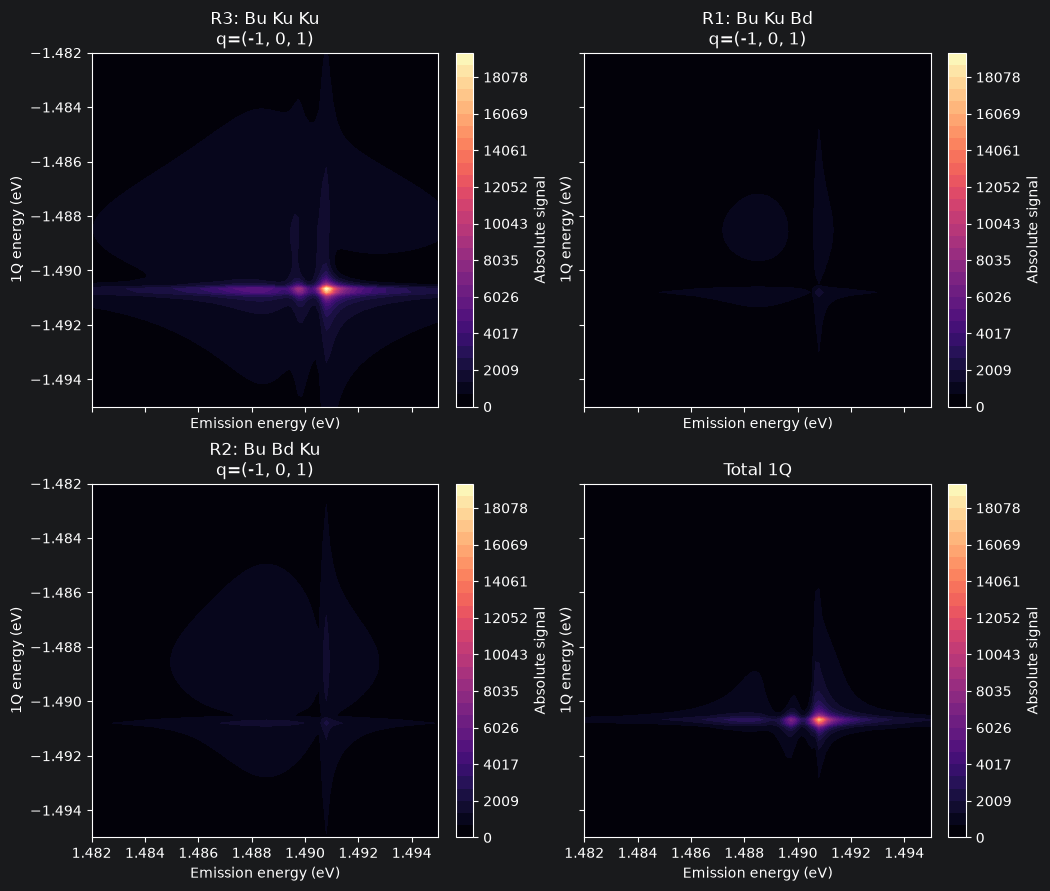 R3: Bu Ku Ku
q=(-1, 0, 1)
1Q energy (eV)
−1.482
−1.484
−1.486
−1.488
−1.490
−1.492
−1.494
Emission energy (eV)
18078
16069
14061
12052
10043
8035
6026
4017
2009
0
Absolute signal
R1: Bu Ku Bd
q=(-1, 0, 1)
1Q energy (eV)
Emission energy (eV)
18078
16069
14061
12052
10043
8035
6026
4017
2009
0
Absolute signal
R2: Bu Bd Ku
q=(-1, 0, 1)
1Q energy (eV)
−1.482
−1.484
−1.486
−1.488
−1.490
−1.492
−1.494
1.482 1.484 1.486 1.488 1.490 1.492 1.494
Emission energy (eV)
18078
16069
14061
12052
10043
8035
6026
4017
2009
0
Absolute signal
Total 1Q
1Q energy (eV)
1.482 1.484 1.486 1.488 1.490 1.492 1.494
Emission energy (eV)
18078
16069
14061
12052
10043
8035
6026
4017
2009
0
Absolute signal